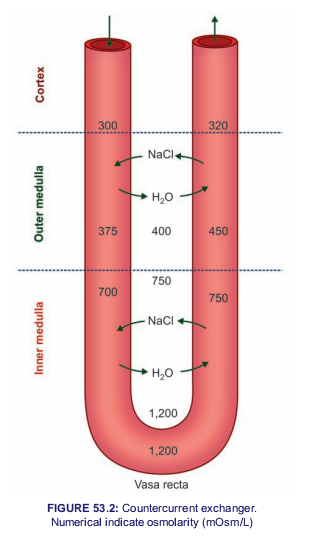 Cortex
300
320
NaCl
Outer medulla
H₂O
375
400
450
750
700
750
NaCl
Inner medulla
H₂O
1,200
1,200
Vasa recta
FIGURE 53.2: Countercurrent exchanger.
Numerical indicate osmolarity (mOsm/L)